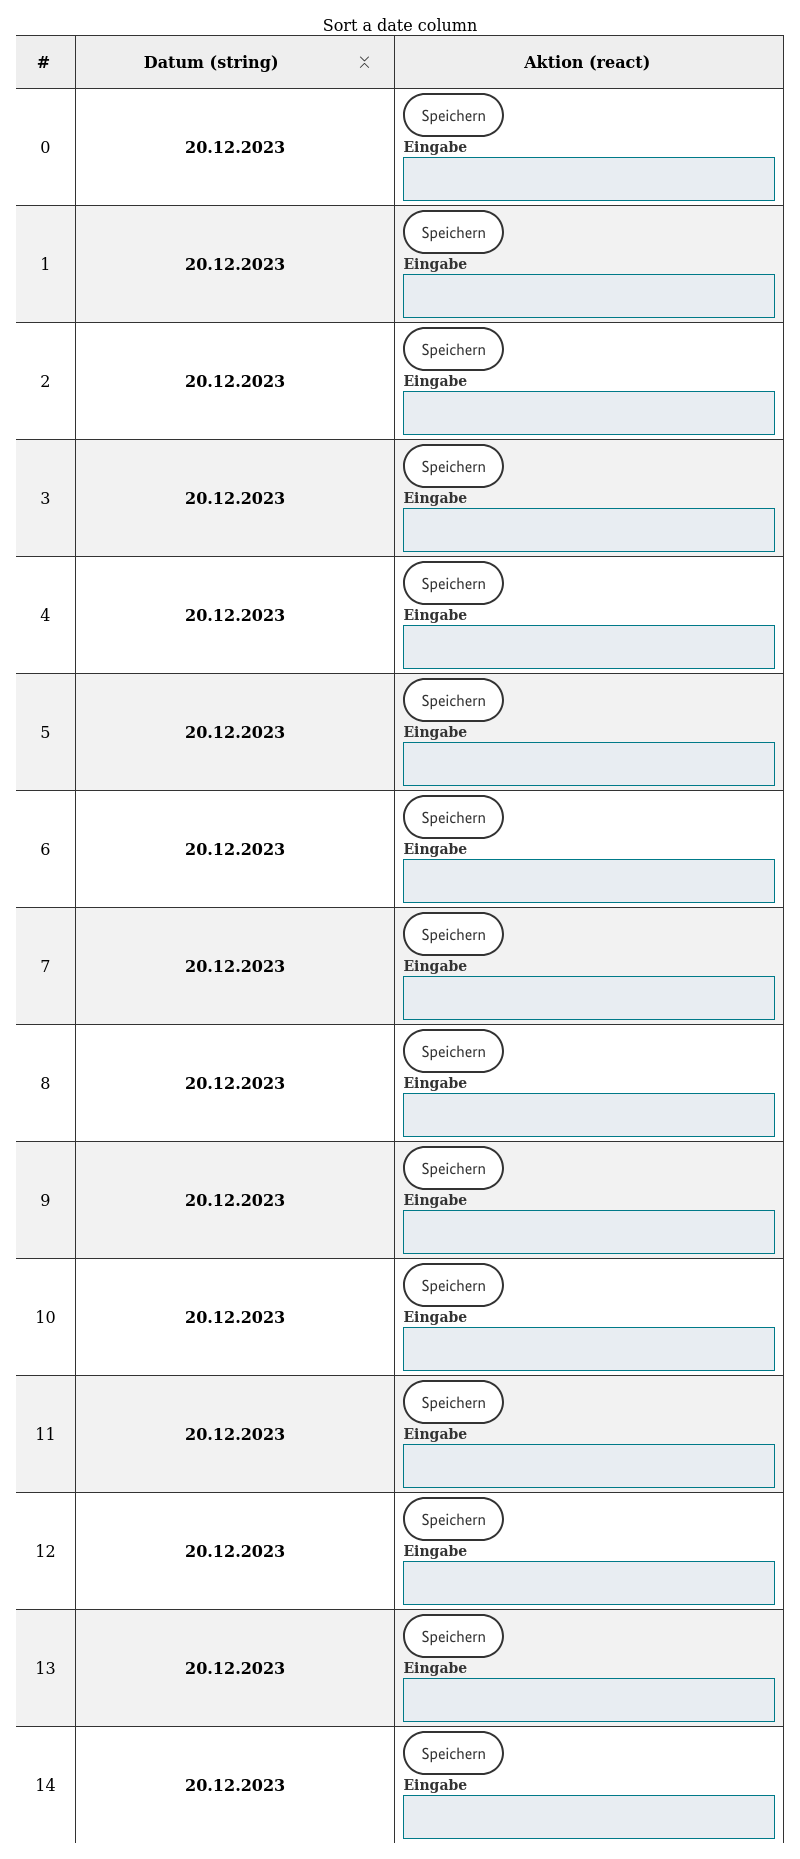 Sort a date column
# Datum (string) Aktion (react)
Speichern
0 20.12.2023 Eingabe
Speichern
1 20.12.2023 Eingabe
Speichern
2 20.12.2023 Eingabe
Speichern
3 20.12.2023 Eingabe
Speichern
4 20.12.2023 Eingabe
Speichern
5 20.12.2023 Eingabe
Speichern
6 20.12.2023 Eingabe
Speichern
7 20.12.2023 Eingabe
Speichern
8 20.12.2023 Eingabe
Speichern
9 20.12.2023 Eingabe
Speichern
10 20.12.2023 Eingabe
Speichern
11 20.12.2023 Eingabe
Speichern
12 20.12.2023 Eingabe
Speichern
13 20.12.2023 Eingabe
Speichern
14 20.12.2023 Eingabe